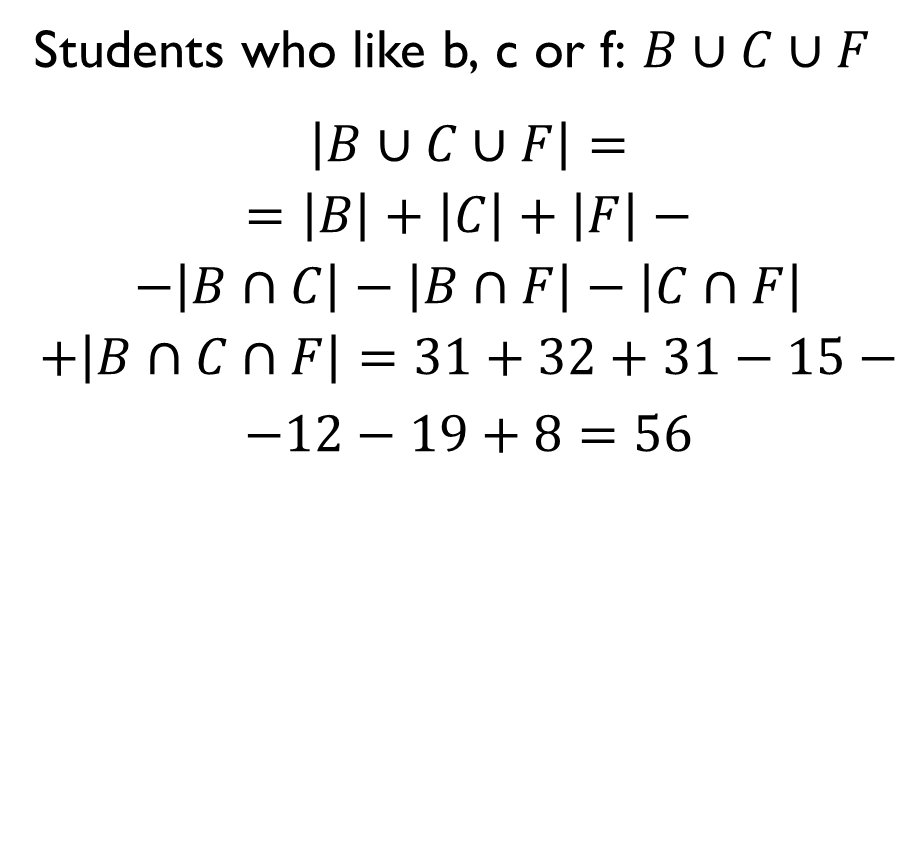 Students who like b, c or f: B ∪ C ∪ F
|B ∪ C ∪ F| =
= |B| + |C| + |F| −
−|B ∩ C| − |B ∩ F| − |C ∩ F|
+|B ∩ C ∩ F| = 31 + 32 + 31 − 15 −
−12 − 19 + 8 = 56